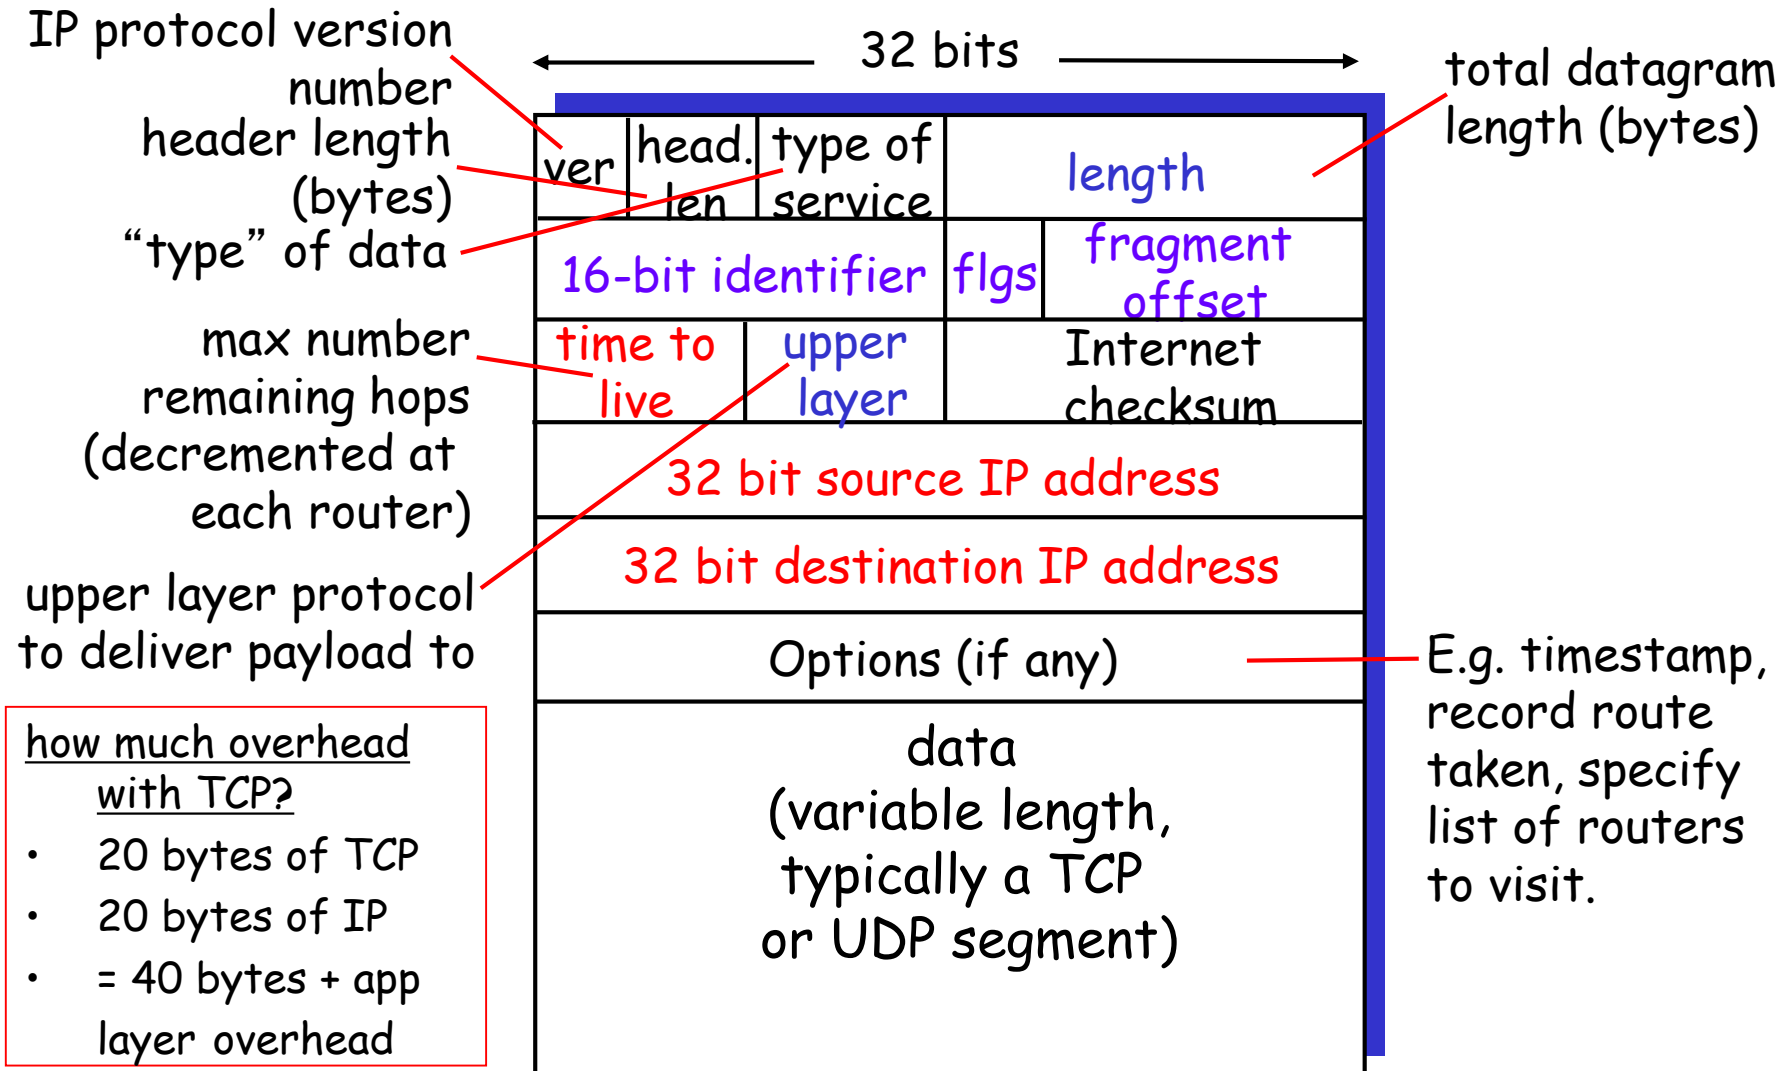 IP protocol version
number
header length
(bytes)
“type” of data
max number
remaining hops
(decremented at
each router)
upper layer protocol
to deliver payload to
how much overhead
with TCP?
• 20 bytes of TCP
• 20 bytes of IP
• = 40 bytes + app
layer overhead
32 bits
ver
head.
len
type of
service
length
16-bit identifier
flgs
fragment
offset
time to
live
upper
layer
Internet
checksum
32 bit source IP address
32 bit destination IP address
Options (if any)
data
(variable length,
typically a TCP
or UDP segment)
total datagram
length (bytes)
E.g. timestamp,
record route
taken, specify
list of routers
to visit.